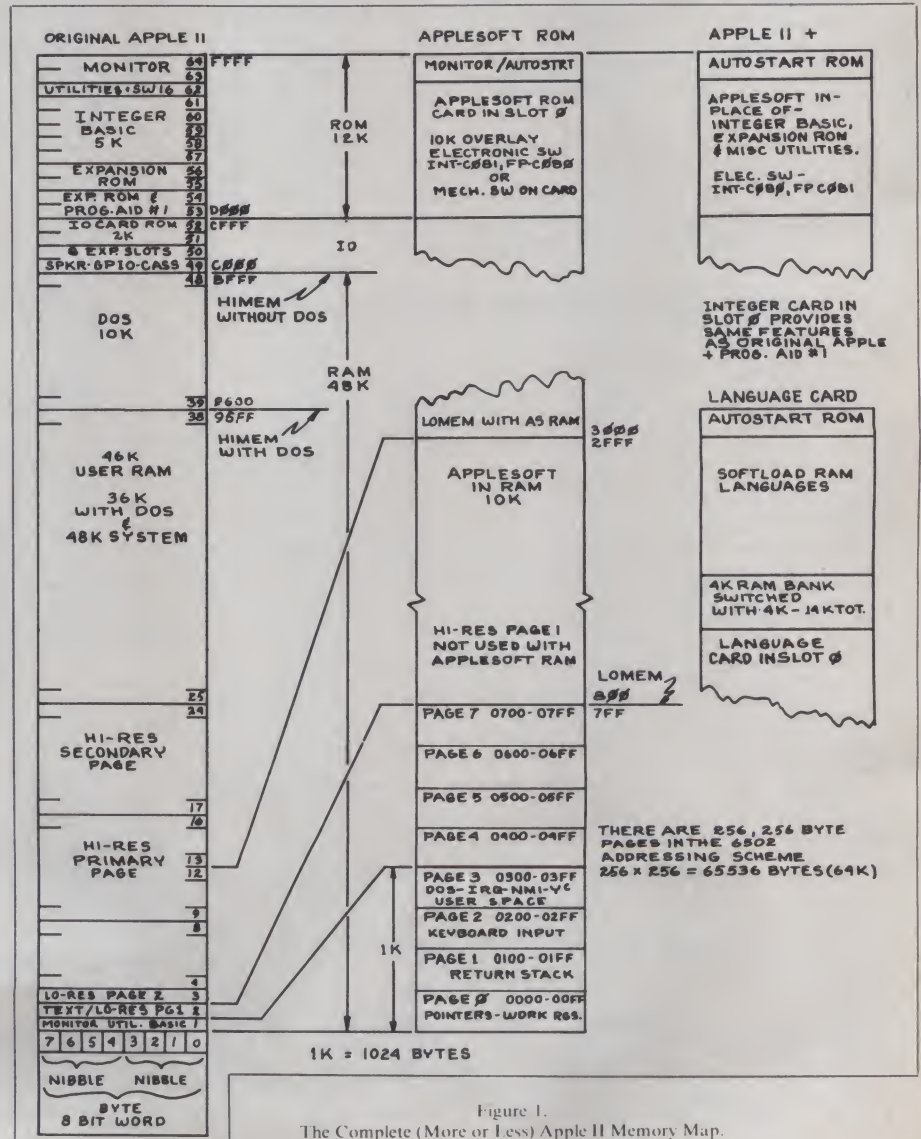 ORIGINAL APPLE II
MONITOR 64 FFFF
63
UTILITIES·SW16 62
61
INTEGER 60
BASIC 59
5K 58
57
EXPANSION 56
ROM 55
EXP. ROM & 54
PROG. AID #1 53 DØØØ
IO CARD ROM 52 CFFF
2K 51
& EXP. SLOTS 50
SPKR-GPIO-CASS 49 CØØØ
48 BFFF
DOS
10K
39 9600
38 95FF
46K
USER RAM
36K
WITH DOS
&
48K SYSTEM
25
24
HI-RES
SECONDARY
PAGE
17
16
HI-RES
PRIMARY
PAGE
13
12
9
8
4
LO-RES PAGE 2 3
TEXT/LO-RES PG1 2
MONITOR UTIL. BASIC 1
7 6 5 4 3 2 1 0
NIBBLE NIBBLE
BYTE
8 BIT WORD
ROM
12K
IO
HIMEM
WITHOUT DOS
RAM
48K
HIMEM
WITH DOS
1K
1K = 1024 BYTES
APPLESOFT ROM
MONITOR/AUTOSTRT
APPLESOFT ROM
CARD IN SLOT Ø
10K OVERLAY
ELECTRONIC SW
INT-CØ81, FP-CØ8Ø
OR
MECH. SW ON CARD
LOMEM WITH AS RAM
3ØØØ
2FFF
APPLESOFT
IN RAM
10K
HI-RES PAGE 1
NOT USED WITH
APPLESOFT RAM
LOMEM
8ØØ
7FF
PAGE 7 0700-07FF
PAGE 6 0600-06FF
PAGE 5 0500-05FF
PAGE 4 0400-04FF
PAGE 3 0300-03FF
DOS-IRQ-NMI-Yᶜ
USER SPACE
PAGE 2 0200-02FF
KEYBOARD INPUT
PAGE 1 0100-01FF
RETURN STACK
PAGE Ø 0000-00FF
POINTERS-WORK RGS.
APPLE II +
AUTOSTART ROM
APPLESOFT IN-
PLACE OF-
INTEGER BASIC,
EXPANSION ROM
& MISC UTILITIES.
ELEC. SW-
INT-CØ8Ø, FP CØ81
INTEGER CARD IN
SLOT Ø PROVIDES
SAME FEATURES
AS ORIGINAL APPLE
+ PROG. AID #1
LANGUAGE CARD
AUTOSTART ROM
SOFTLOAD RAM
LANGUAGES
4K RAM BANK
SWITCHED
WITH 4K - 14K TOT.
LANGUAGE
CARD IN SLOT Ø
THERE ARE 256, 256 BYTE
PAGES IN THE 6502
ADDRESSING SCHEME
256 x 256 = 65536 BYTES (64K)
Figure 1.
The Complete (More or Less) Apple II Memory Map.